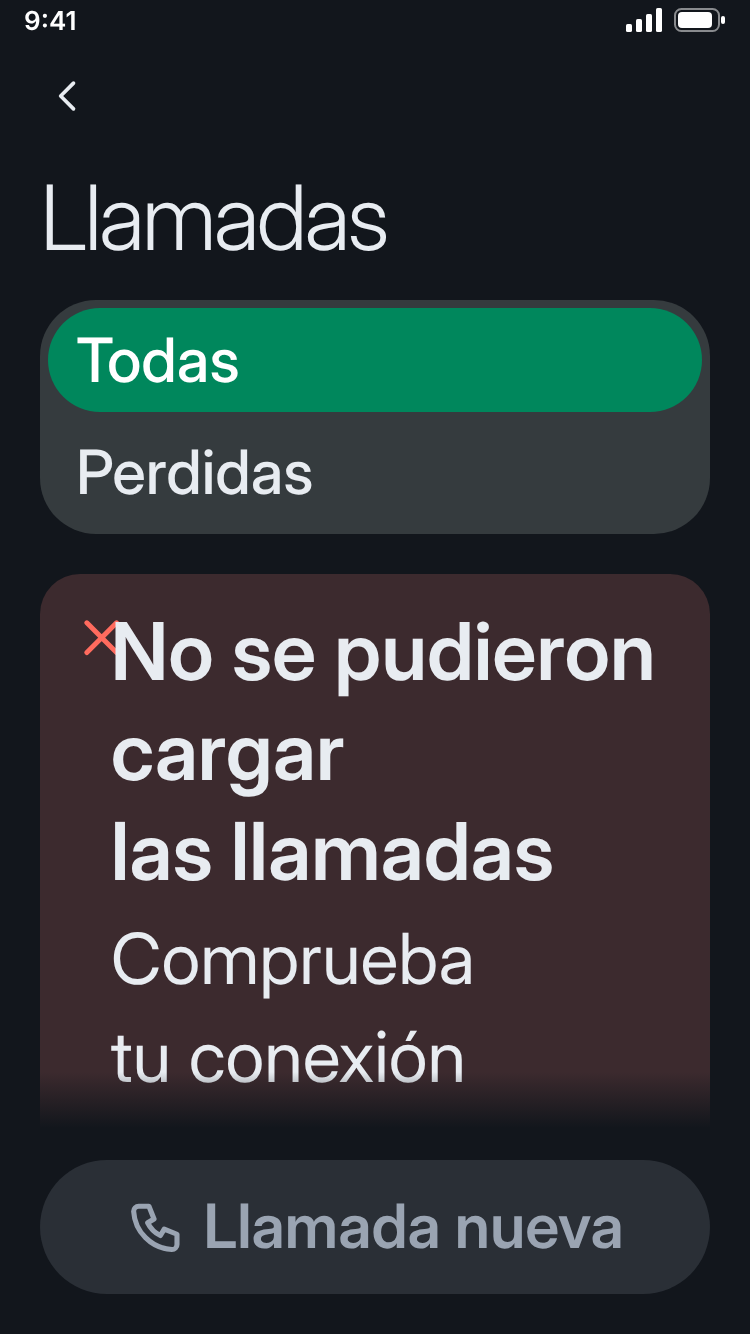 9:41
Llamadas
Todas
Perdidas
No se pudieron
cargar
las llamadas
Comprueba
tu conexión
Llamada nueva